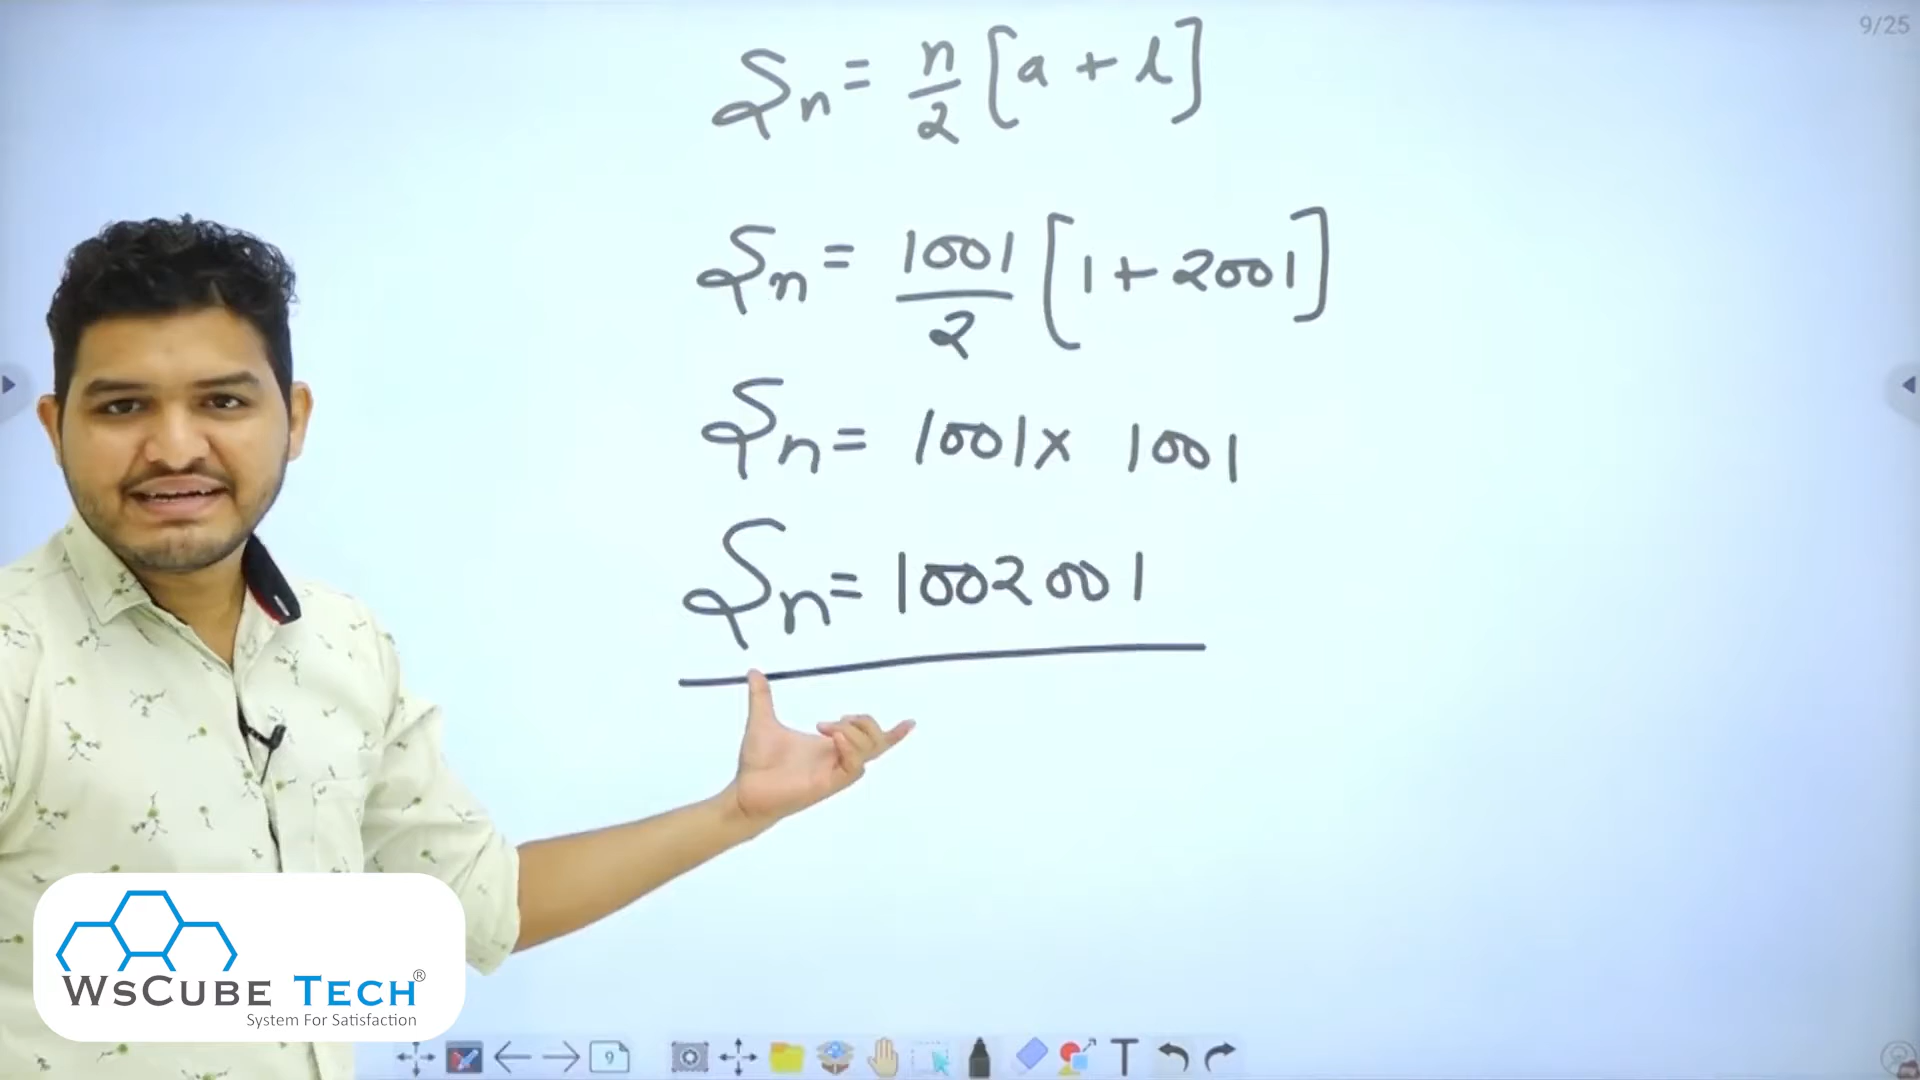 9/25
Sn = n/2 [a + l]
Sn = 1001/2 [1 + 2001]
Sn = 1001 x 1001
Sn = 1002001
WsCube Tech®
System For Satisfaction
9
T